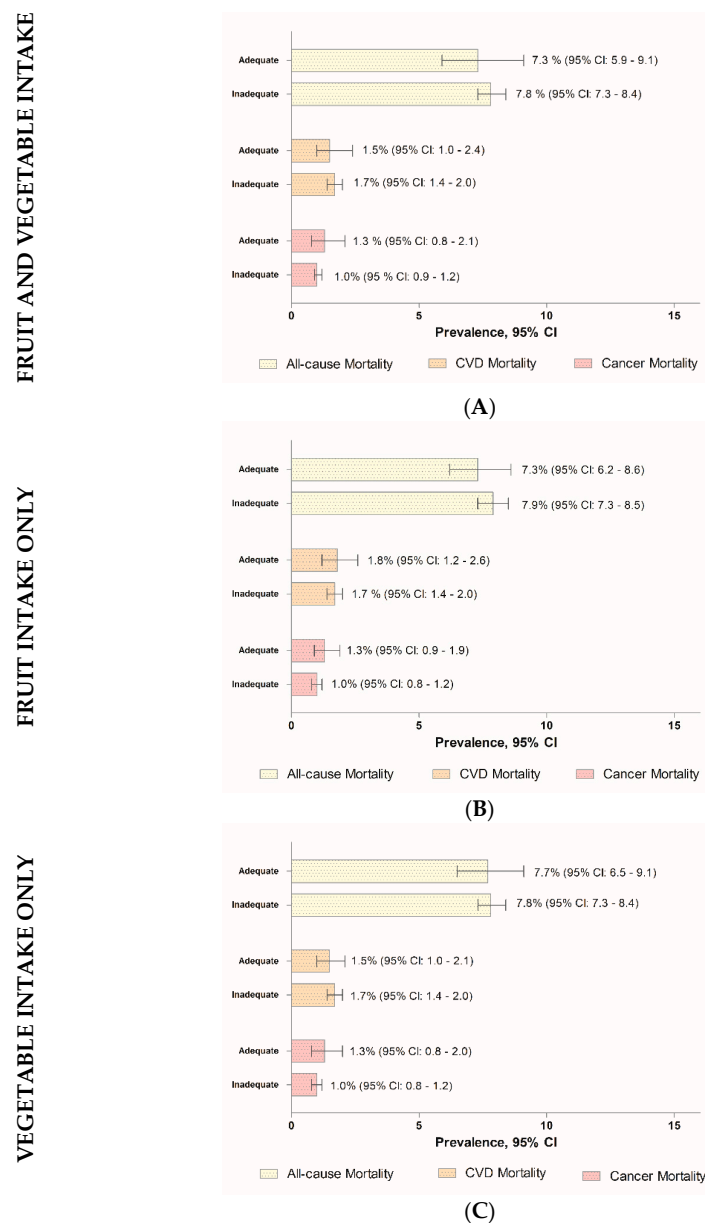 FRUIT AND VEGETABLE INTAKE
Adequate
7.3 % (95% CI: 5.9 - 9.1)
Inadequate
7.8 % (95% CI: 7.3 - 8.4)
Adequate
1.5% (95% CI: 1.0 - 2.4)
Inadequate
1.7% (95% CI: 1.4 - 2.0)
Adequate
1.3 % (95% CI: 0.8 - 2.1)
Inadequate
1.0% (95 % CI: 0.9 - 1.2)
0 5 10 15
Prevalence, 95% CI
All-cause Mortality CVD Mortality Cancer Mortality
(A)
FRUIT INTAKE ONLY
Adequate
7.3% (95% CI: 6.2 - 8.6)
Inadequate
7.9% (95% CI: 7.3 - 8.5)
Adequate
1.8% (95% CI: 1.2 - 2.6)
Inadequate
1.7 % (95% CI: 1.4 - 2.0)
Adequate
1.3% (95% CI: 0.9 - 1.9)
Inadequate
1.0% (95% CI: 0.8 - 1.2)
0 5 10 15
Prevalence, 95% CI
All-cause Mortality CVD Mortality Cancer Mortality
(B)
VEGETABLE INTAKE ONLY
Adequate
7.7% (95% CI: 6.5 - 9.1)
Inadequate
7.8% (95% CI: 7.3 - 8.4)
Adequate
1.5% (95% CI: 1.0 - 2.1)
Inadequate
1.7% (95% CI: 1.4 - 2.0)
Adequate
1.3% (95% CI: 0.8 - 2.0)
Inadequate
1.0% (95% CI: 0.8 - 1.2)
0 5 10 15
Prevalence, 95% CI
All-cause Mortality CVD Mortality Cancer Mortality
(C)